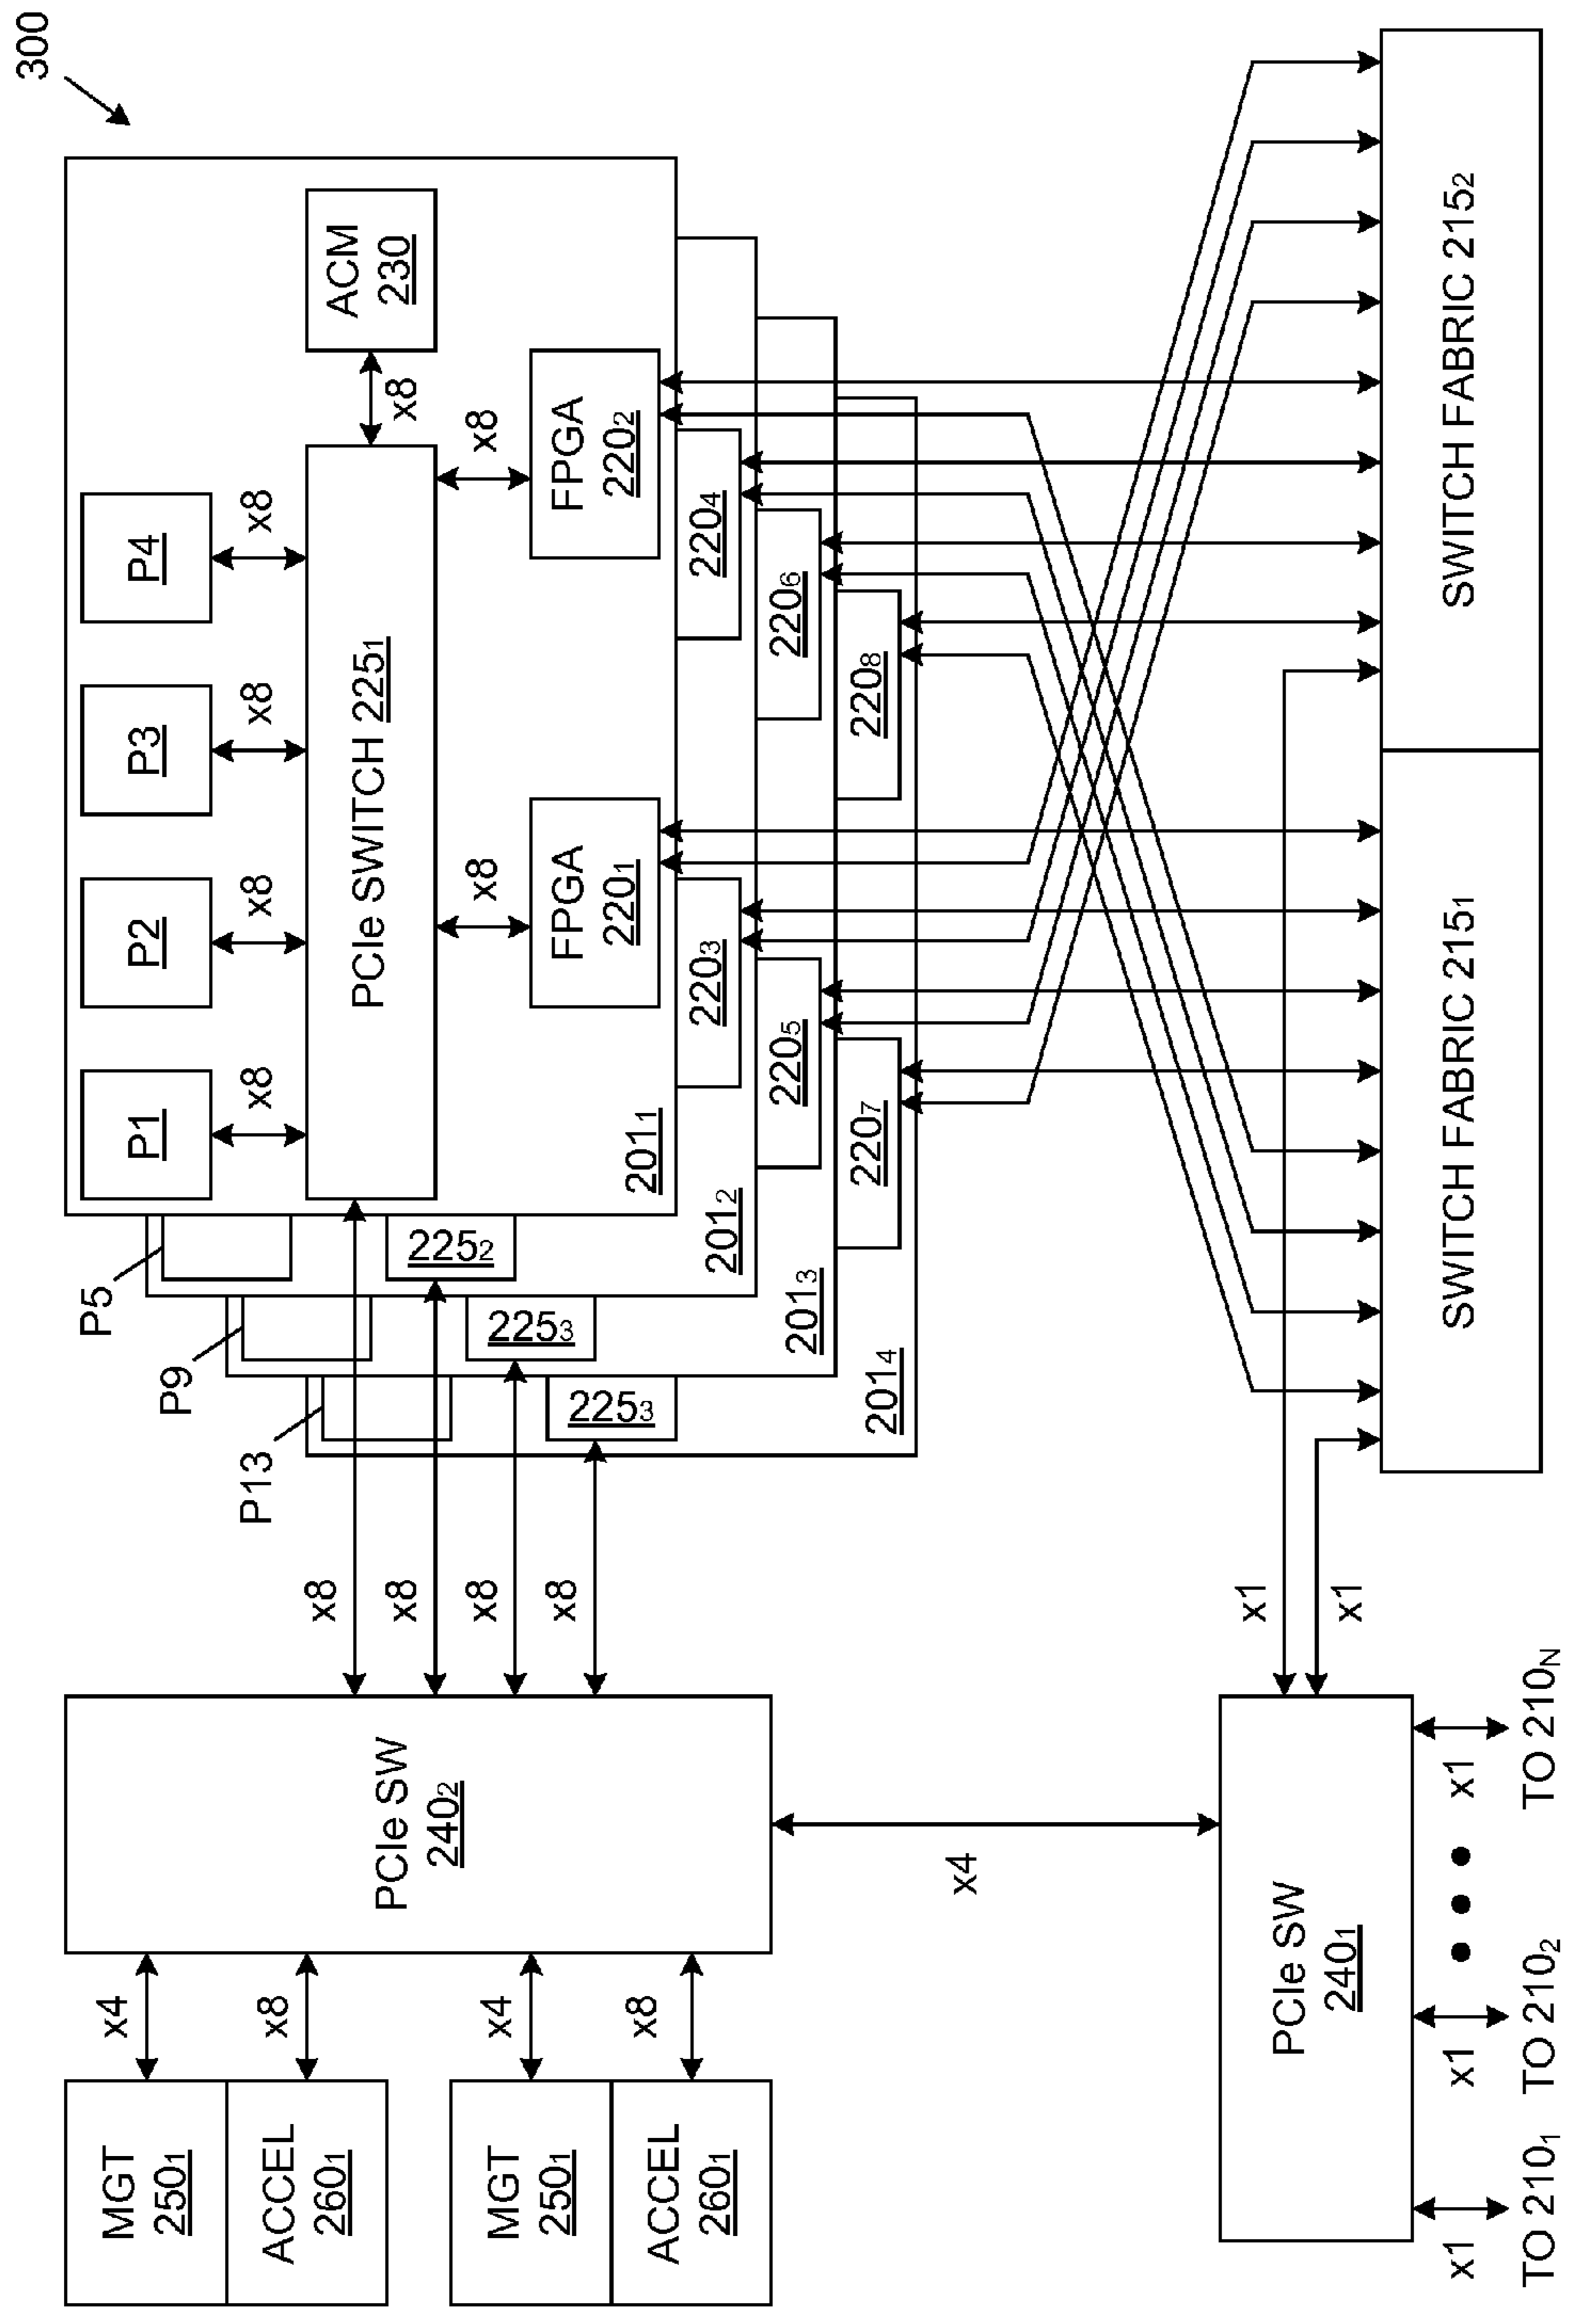 300
P1
P2
P3
P4
x8
x8
x8
x8
PCIe SWITCH 225₁
x8
ACM
230
x8
x8
FPGA
220₁
FPGA
220₂
201₁
P5
225₂
201₂
220₃
220₄
P9
225₃
201₃
220₅
220₆
P13
225₃
201₄
220₇
220₈
x8
x8
x8
x8
MGT
250₁
ACCEL
260₁
x4
x8
MGT
250₁
ACCEL
260₁
x4
x8
PCIe SW
240₂
x4
PCIe SW
240₁
x1
x1
x1
x1
x1
TO 210₁
TO 210₂
TO 210N
SWITCH FABRIC 215₁
SWITCH FABRIC 215₂